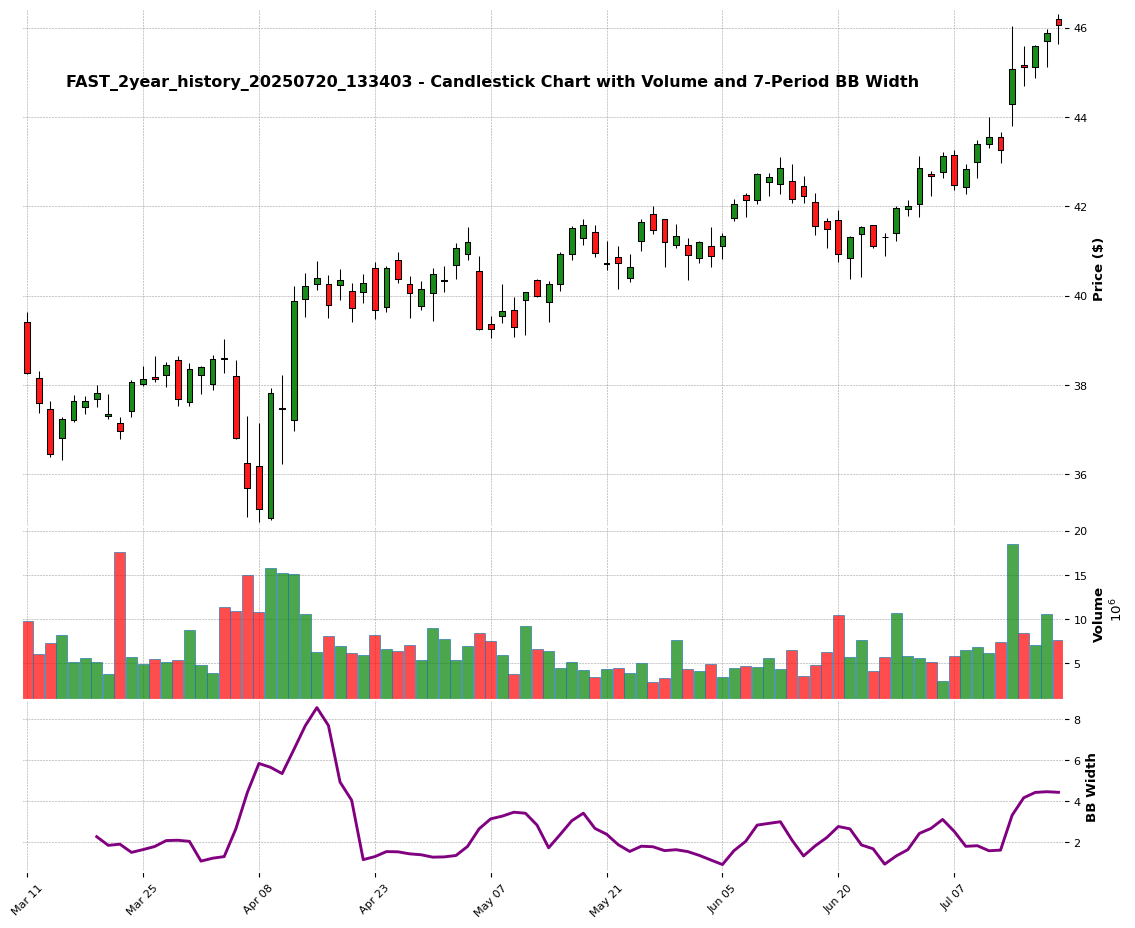 FAST_2year_history_20250720_133403 - Candlestick Chart with Volume and 7-Period BB Width
46
44
42
40
38
36
Price ($)
20
15
10
5
Volume
10^6
8
6
4
2
BB Width
Mar 11
Mar 25
Apr 08
Apr 23
May 07
May 21
Jun 05
Jun 20
Jul 07